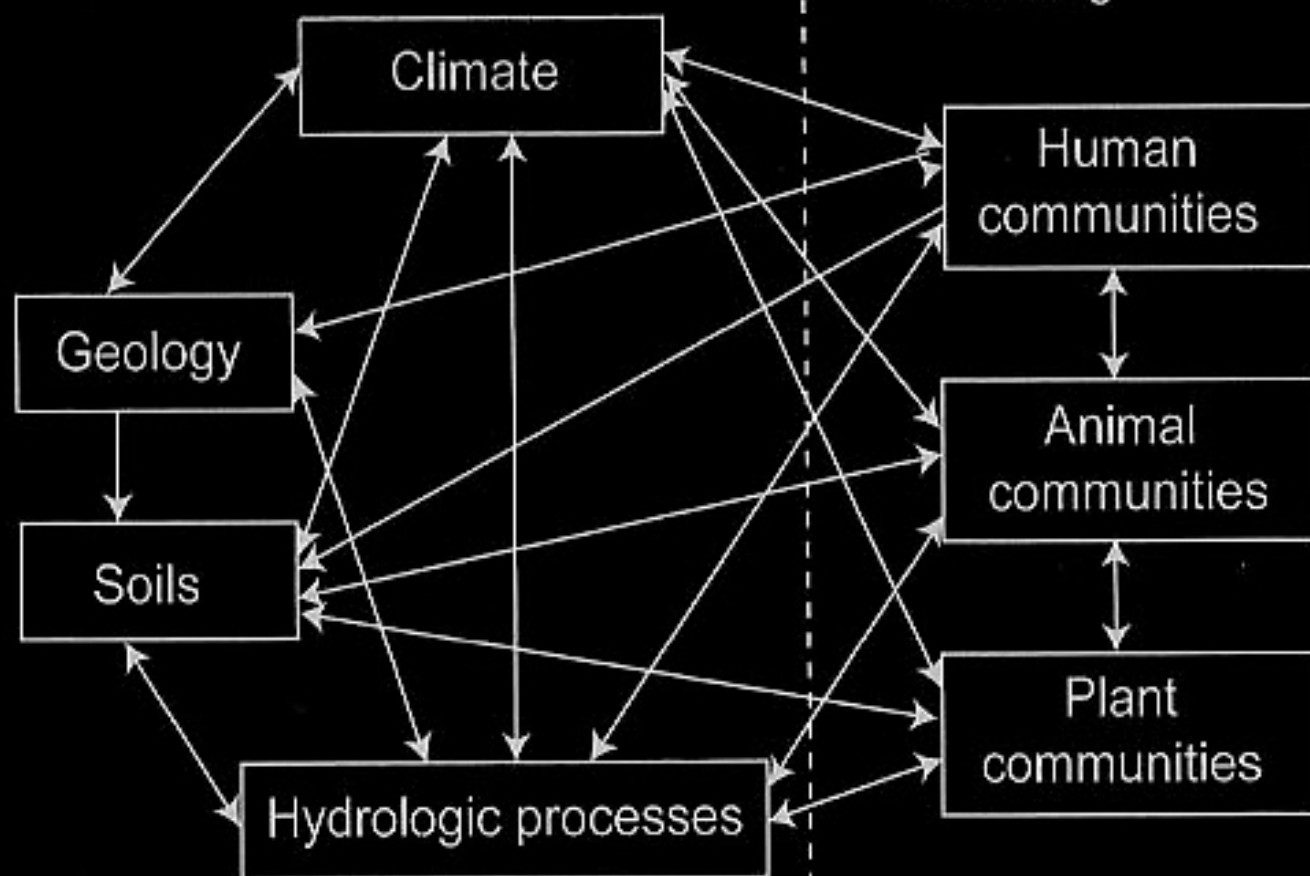 Climate
Human
communities
Geology
Animal
communities
Soils
Plant
communities
Hydrologic processes